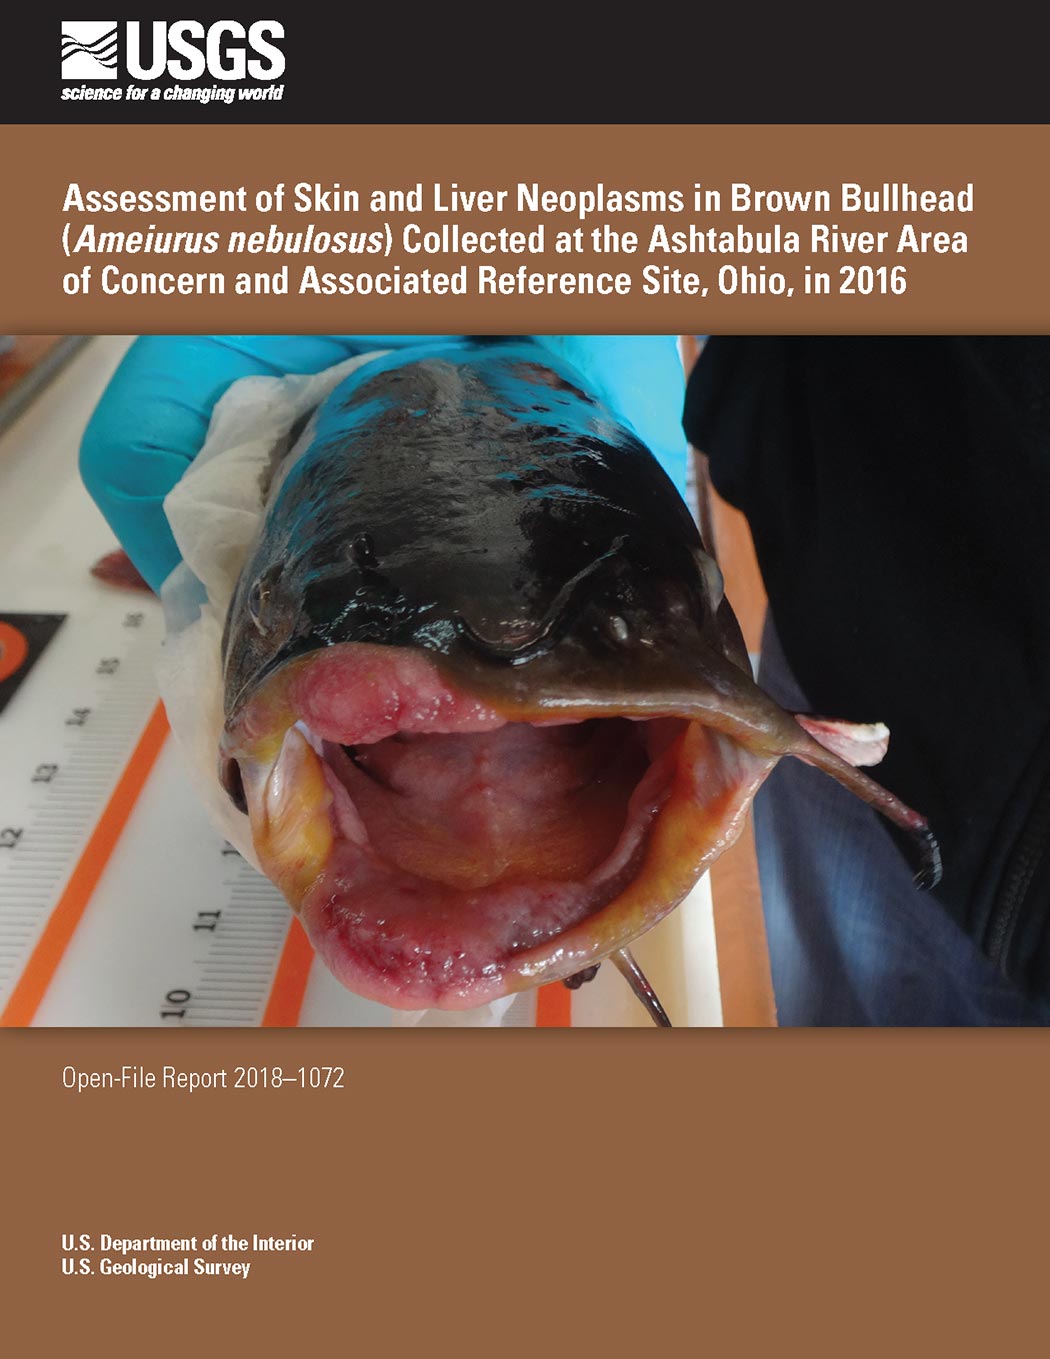 USGS
science for a changing world
Assessment of Skin and Liver Neoplasms in Brown Bullhead
(Ameiurus nebulosus) Collected at the Ashtabula River Area
of Concern and Associated Reference Site, Ohio, in 2016
16
15
14
13
12
11
10
Open-File Report 2018–1072
U.S. Department of the Interior
U.S. Geological Survey